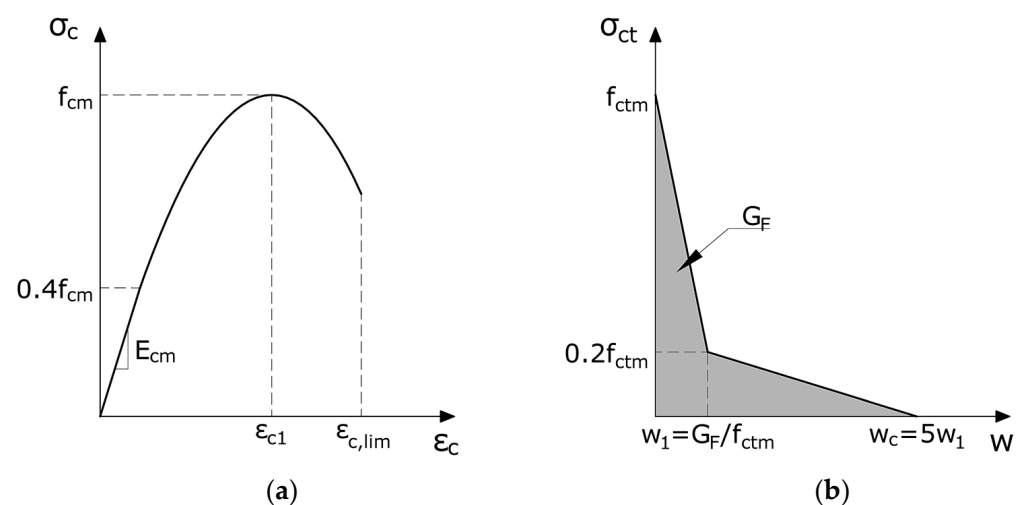 σc
fcm
0.4fcm
Ecm
εc1
εc,lim
εc
(a)
σct
fctm
GF
0.2fctm
w1=GF/fctm
wc=5w1
w
(b)